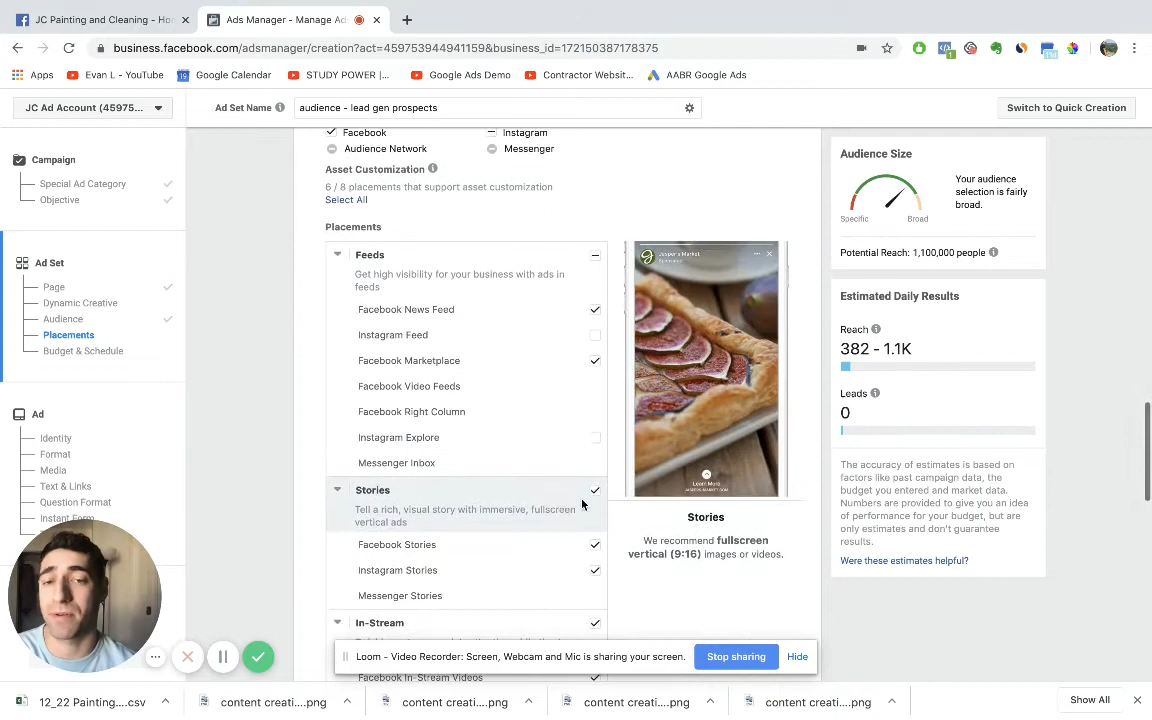 JC Painting and Cleaning - Ho
Ads Manager - Manage Ad
business.facebook.com/adsmanager/creation?act=459753944941159&business_id=172150387178375
Apps
Evan L - YouTube
Google Calendar
STUDY POWER |...
Google Ads Demo
Contractor Websit...
AABR Google Ads
JC Ad Account (45975...
Ad Set Name
audience - lead gen prospects
Switch to Quick Creation
Campaign
Special Ad Category
Objective
Ad Set
Page
Dynamic Creative
Audience
Placements
Budget & Schedule
Ad
Identity
Format
Media
Text & Links
Question Format
Instant Form
Facebook
Instagram
Audience Network
Messenger
Asset Customization
6 / 8 placements that support asset customization
Select All
Placements
Feeds
Get high visibility for your business with ads in
feeds
Facebook News Feed
Instagram Feed
Facebook Marketplace
Facebook Video Feeds
Facebook Right Column
Instagram Explore
Messenger Inbox
Stories
Tell a rich, visual story with immersive, fullscreen
vertical ads
Facebook Stories
Instagram Stories
Messenger Stories
In-Stream
Facebook In-Stream Videos
Jasper's Market
Sponsored
Learn More
JASPERS-MARKET.COM
Stories
We recommend fullscreen
vertical (9:16) images or videos.
Audience Size
Specific
Broad
Your audience
selection is fairly
broad.
Potential Reach: 1,100,000 people
Estimated Daily Results
Reach
382 - 1.1K
Leads
0
The accuracy of estimates is based on
factors like past campaign data, the
budget you entered and market data.
Numbers are provided to give you an idea
of performance for your budget, but are
only estimates and don't guarantee
results.
Were these estimates helpful?
Loom - Video Recorder: Screen, Webcam and Mic is sharing your screen.
Stop sharing
Hide
12_22 Painting....csv
content creati....png
content creati....png
content creati....png
content creati....png
Show All